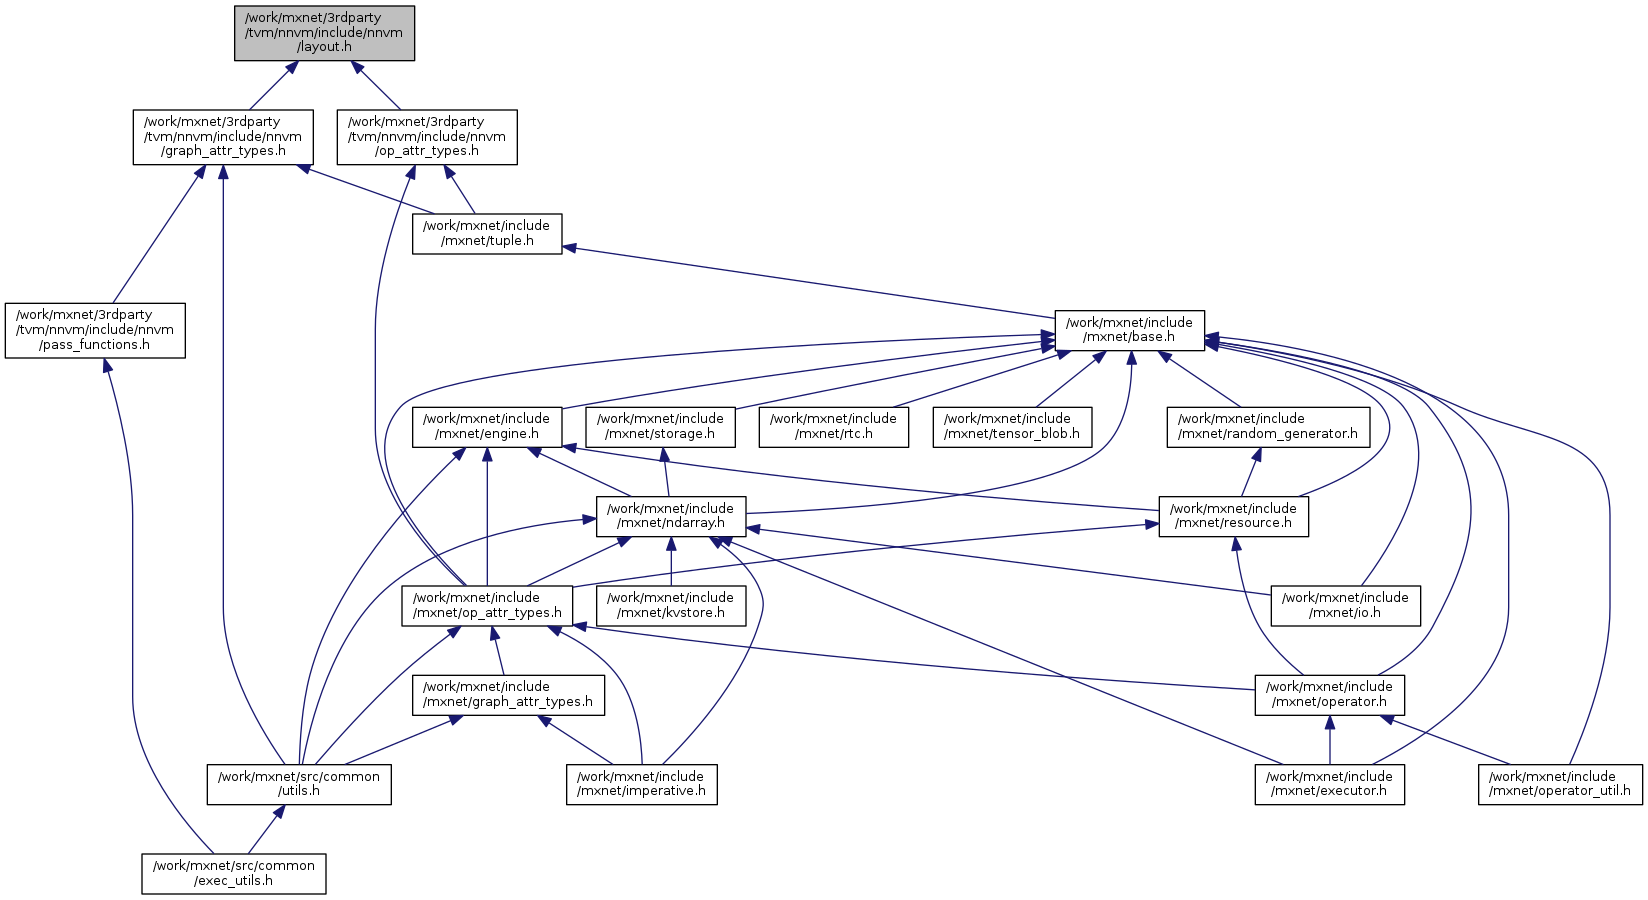 /work/mxnet/3rdparty
/tvm/nnvm/include/nnvm
/layout.h
/work/mxnet/3rdparty
/tvm/nnvm/include/nnvm
/graph_attr_types.h
/work/mxnet/3rdparty
/tvm/nnvm/include/nnvm
/op_attr_types.h
/work/mxnet/include
/mxnet/tuple.h
/work/mxnet/3rdparty
/tvm/nnvm/include/nnvm
/pass_functions.h
/work/mxnet/include
/mxnet/base.h
/work/mxnet/include
/mxnet/engine.h
/work/mxnet/include
/mxnet/storage.h
/work/mxnet/include
/mxnet/rtc.h
/work/mxnet/include
/mxnet/tensor_blob.h
/work/mxnet/include
/mxnet/random_generator.h
/work/mxnet/include
/mxnet/ndarray.h
/work/mxnet/include
/mxnet/resource.h
/work/mxnet/include
/mxnet/op_attr_types.h
/work/mxnet/include
/mxnet/kvstore.h
/work/mxnet/include
/mxnet/io.h
/work/mxnet/include
/mxnet/graph_attr_types.h
/work/mxnet/include
/mxnet/operator.h
/work/mxnet/src/common
/utils.h
/work/mxnet/include
/mxnet/imperative.h
/work/mxnet/include
/mxnet/executor.h
/work/mxnet/include
/mxnet/operator_util.h
/work/mxnet/src/common
/exec_utils.h